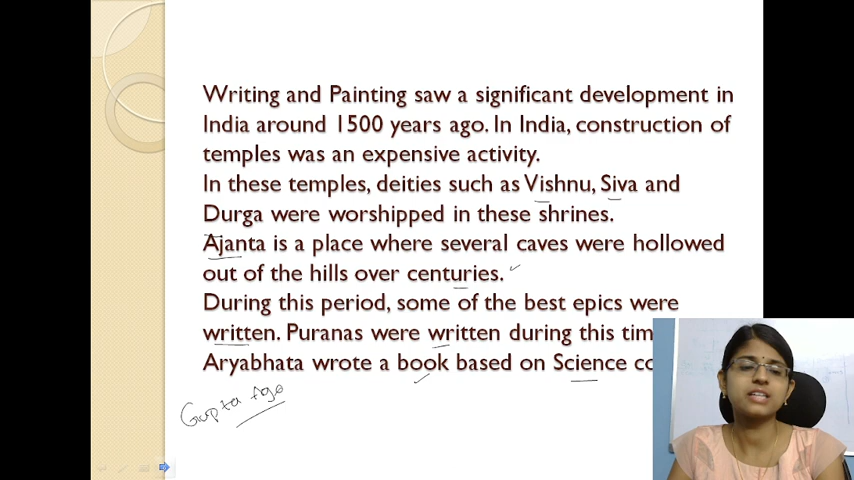 Writing and Painting saw a significant development in
India around 1500 years ago. In India, construction of
temples was an expensive activity.
In these temples, deities such as Vishnu, Siva and
Durga were worshipped in these shrines.
Ajanta is a place where several caves were hollowed
out of the hills over centuries.
During this period, some of the best epics were
written. Puranas were written during this tim
Aryabhata wrote a book based on Science co
Gupta Age